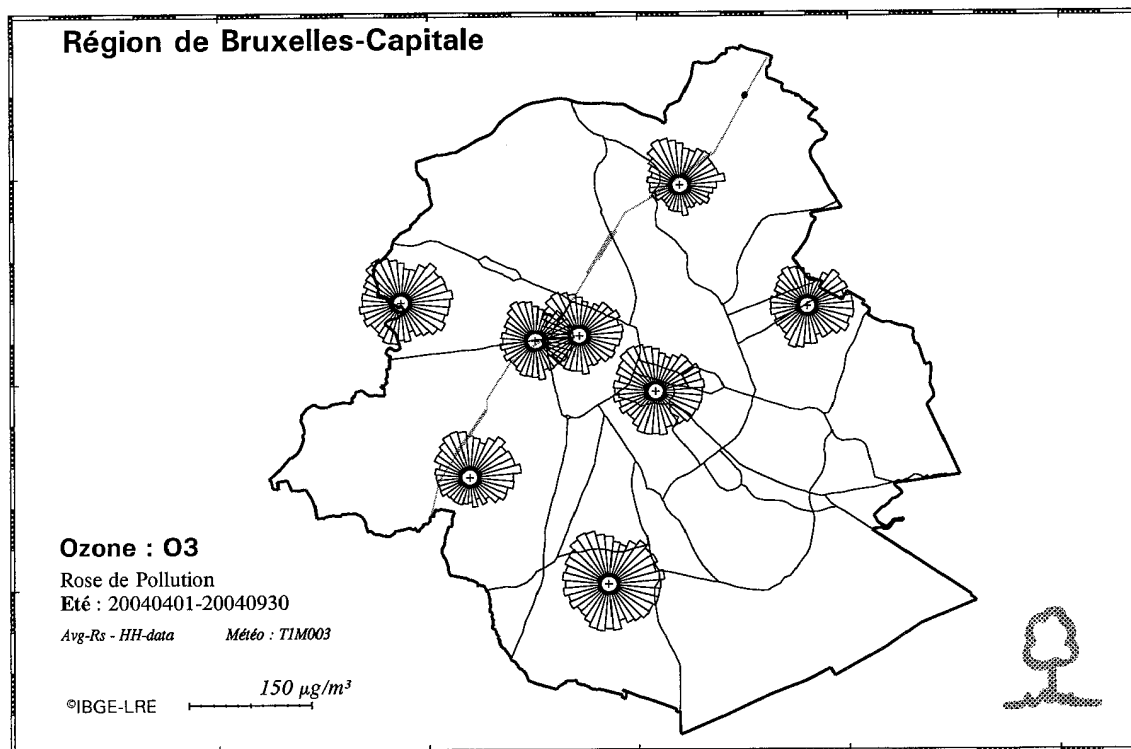 Région de Bruxelles-Capitale
Ozone : O3
Rose de Pollution
Eté : 20040401-20040930
Avg-Rs - HH-data Météo : T1M003
150 µg/m³
©IBGE-LRE